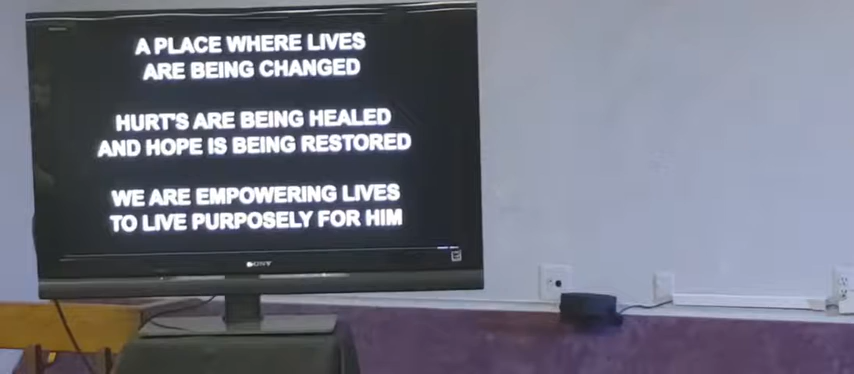 A PLACE WHERE LIVES
ARE BEING CHANGED
HURT'S ARE BEING HEALED
AND HOPE IS BEING RESTORED
WE ARE EMPOWERING LIVES
TO LIVE PURPOSELY FOR HIM
SONY